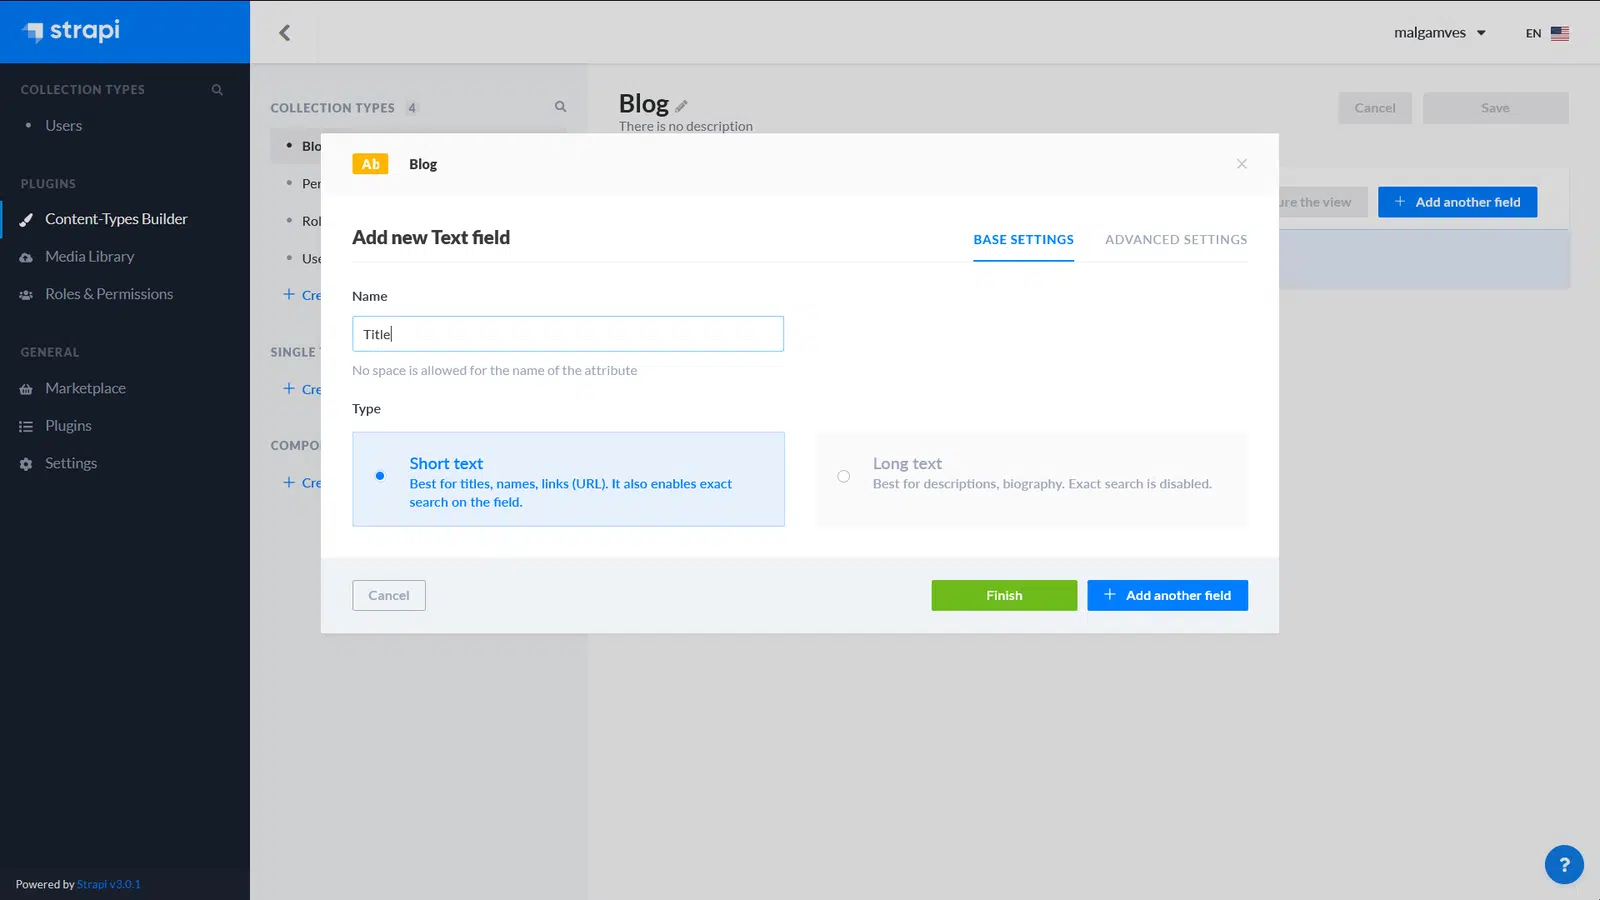 strapi
malgamves
EN
COLLECTION TYPES
Users
PLUGINS
Content-Types Builder
Media Library
Roles & Permissions
GENERAL
Marketplace
Plugins
Settings
Powered by Strapi v3.0.1
COLLECTION TYPES 4
Blo
Per
Rol
Use
+ Cre
SINGLE T
+ Cre
COMPO
+ Cre
Blog
There is no description
Cancel
Save
ure the view
+ Add another field
Ab Blog
×
Add new Text field
BASE SETTINGS
ADVANCED SETTINGS
Name
Title
No space is allowed for the name of the attribute
Type
Short text
Best for titles, names, links (URL). It also enables exact
search on the field.
Long text
Best for descriptions, biography. Exact search is disabled.
Cancel
Finish
+ Add another field
?